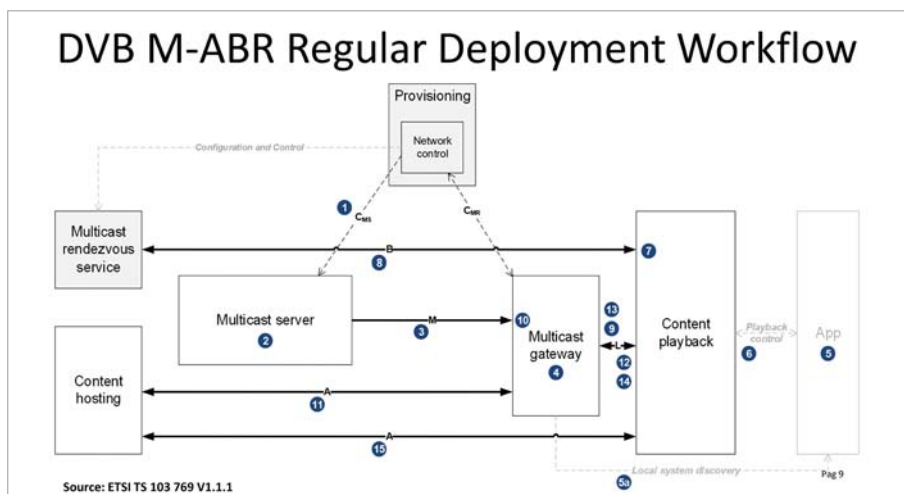 DVB M-ABR Regular Deployment Workflow
Provisioning
Network
control
Configuration and Control
1
C_MS
C_MR
Multicast
rendezvous
service
B
8
7
Multicast server
2
M
3
10
Multicast
gateway
4
13
9
L
12
14
Content
playback
Playback
control
6
App
5
Content
hosting
A
11
A
15
Local system discovery
5a
Pag 9
Source: ETSI TS 103 769 V1.1.1